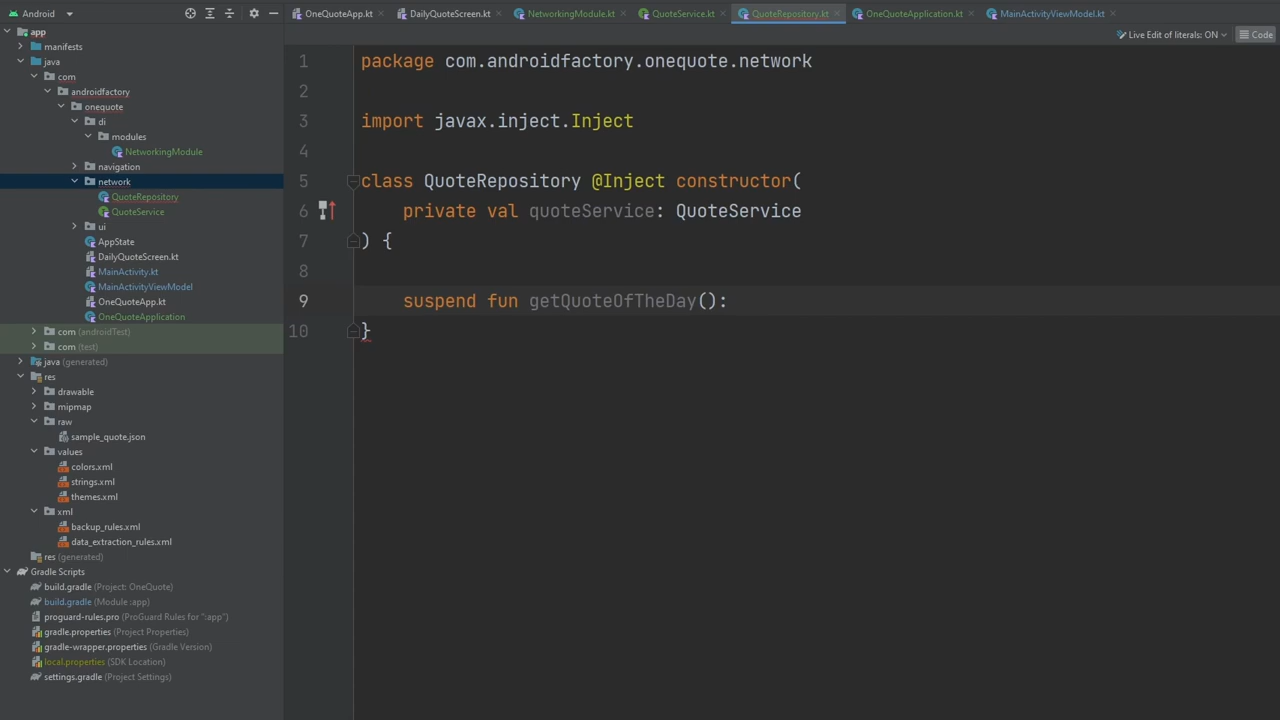 Android
OneQuoteApp.kt
DailyQuoteScreen.kt
NetworkingModule.kt
QuoteService.kt
QuoteRepository.kt
OneQuoteApplication.kt
MainActivityViewModel.kt
Live Edit of literals: ON
Code
app
manifests
java
com
androidfactory
onequote
di
modules
NetworkingModule
navigation
network
QuoteRepository
QuoteService
ui
AppState
DailyQuoteScreen.kt
MainActivity.kt
MainActivityViewModel
OneQuoteApp.kt
OneQuoteApplication
com (androidTest)
com (test)
java (generated)
res
drawable
mipmap
raw
sample_quote.json
values
colors.xml
strings.xml
themes.xml
xml
backup_rules.xml
data_extraction_rules.xml
res (generated)
Gradle Scripts
build.gradle (Project: OneQuote)
build.gradle (Module :app)
proguard-rules.pro (ProGuard Rules for ":app")
gradle.properties (Project Properties)
gradle-wrapper.properties (Gradle Version)
local.properties (SDK Location)
settings.gradle (Project Settings)
1 package com.androidfactory.onequote.network
2
3 import javax.inject.Inject
4
5 class QuoteRepository @Inject constructor(
6 private val quoteService: QuoteService
7 ) {
8
9 suspend fun getQuoteOfTheDay():
10 }